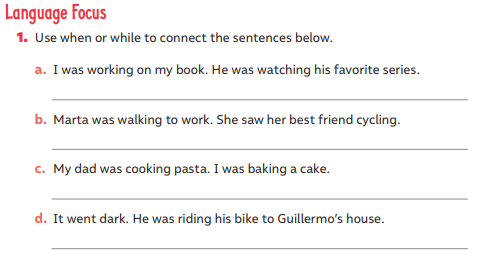 Language Focus
1. Use when or while to connect the sentences below.
a. I was working on my book. He was watching his favorite series.
b. Marta was walking to work. She saw her best friend cycling.
c. My dad was cooking pasta. I was baking a cake.
d. It went dark. He was riding his bike to Guillermo's house.